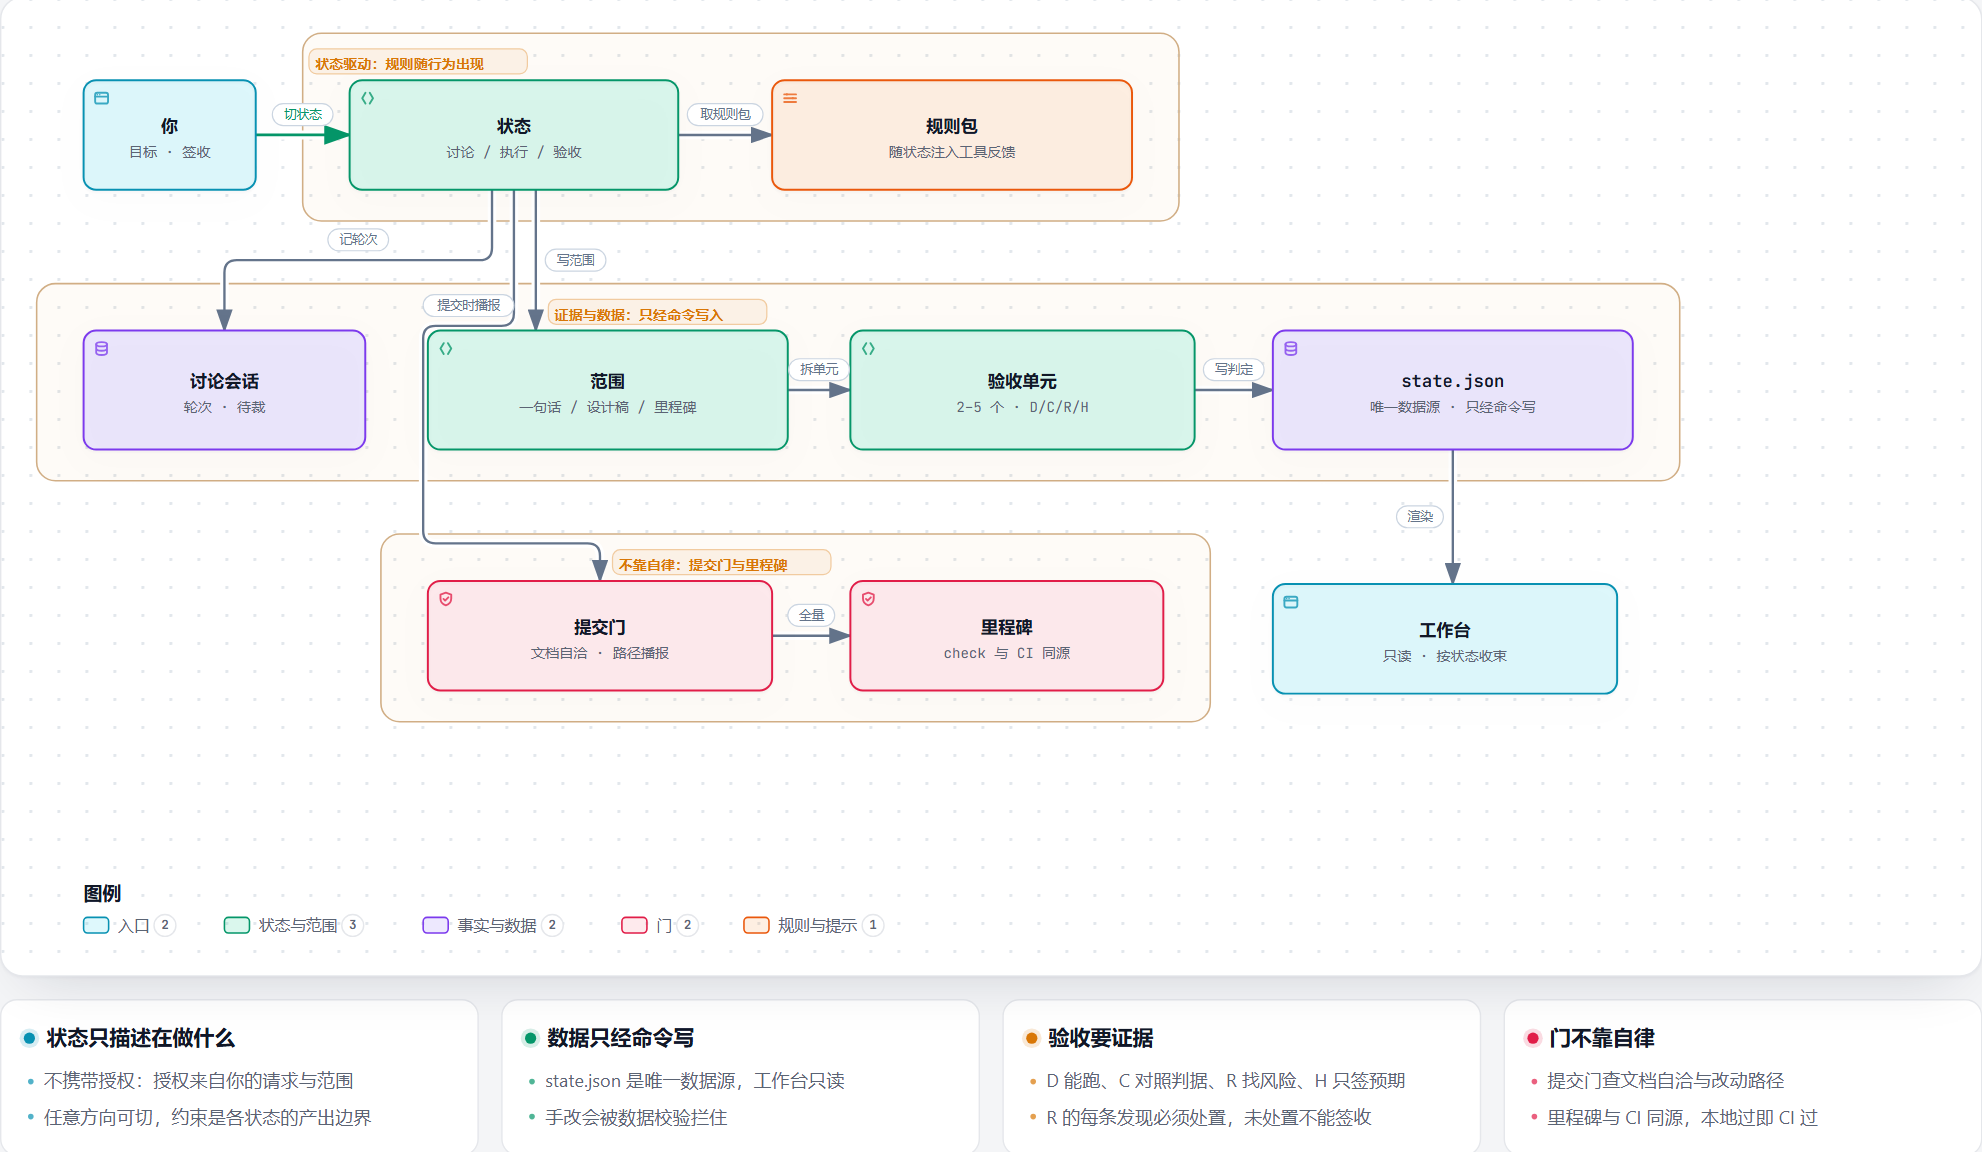 状态驱动：规则随行为出现
你
目标 · 签收
切状态
状态
讨论 / 执行 / 验收
取规则包
规则包
随状态注入工具反馈
记轮次
写范围
提交时播报
证据与数据：只经命令写入
讨论会话
轮次 · 待裁
范围
一句话 / 设计稿 / 里程碑
拆单元
验收单元
2-5 个 · D/C/R/H
写判定
state.json
唯一数据源 · 只经命令写
渲染
不靠自律：提交门与里程碑
提交门
文档自洽 · 路径播报
全量
里程碑
check 与 CI 同源
工作台
只读 · 按状态收束
图例
入口 2
状态与范围 3
事实与数据 2
门 2
规则与提示 1
状态只描述在做什么
不携带授权：授权来自你的请求与范围
任意方向可切，约束是各状态的产出边界
数据只经命令写
state.json 是唯一数据源，工作台只读
手改会被数据校验拦住
验收要证据
D 能跑、C 对照判据、R 找风险、H 只签预期
R 的每条发现必须处置，未处置不能签收
门不靠自律
提交门查文档自洽与改动路径
里程碑与 CI 同源，本地过即 CI 过